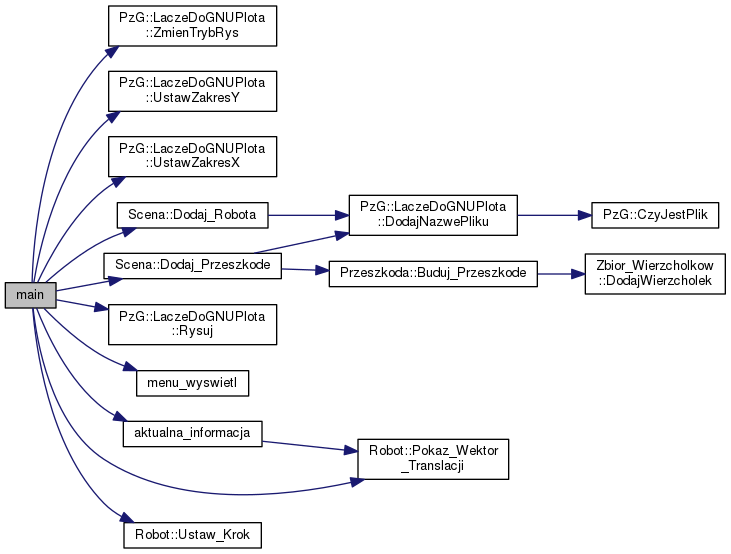 main
PzG::LaczeDoGNUPlota
::ZmienTrybRys
PzG::LaczeDoGNUPlota
::UstawZakresY
PzG::LaczeDoGNUPlota
::UstawZakresX
Scena::Dodaj_Robota
PzG::LaczeDoGNUPlota
::DodajNazwePliku
PzG::CzyJestPlik
Scena::Dodaj_Przeszkode
Przeszkoda::Buduj_Przeszkode
Zbior_Wierzcholkow
::DodajWierzcholek
PzG::LaczeDoGNUPlota
::Rysuj
menu_wyswietl
aktualna_informacja
Robot::Pokaz_Wektor
_Translacji
Robot::Ustaw_Krok